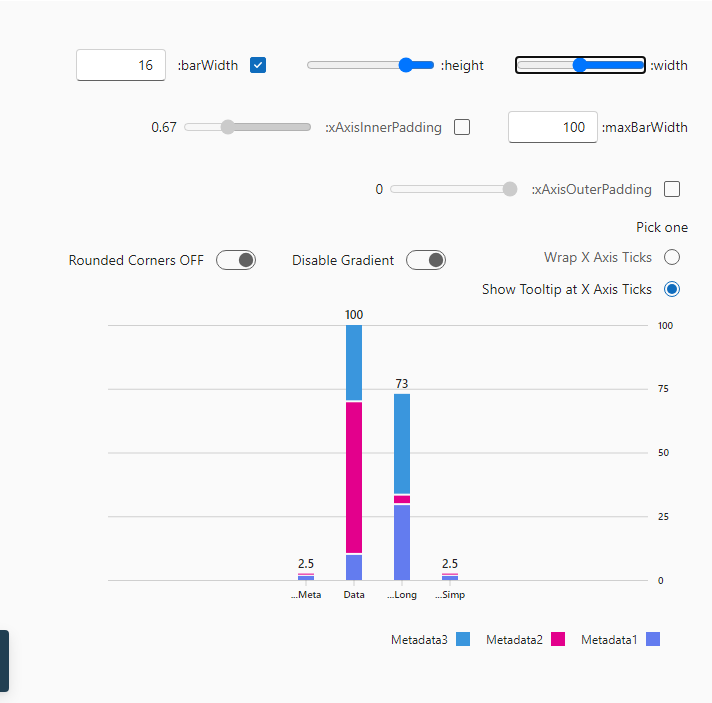 16 :barWidth :height :width
0.67 :xAxisInnerPadding 100 :maxBarWidth
0 :xAxisOuterPadding
Pick one
Wrap X Axis Ticks
Rounded Corners OFF Disable Gradient
Show Tooltip at X Axis Ticks
100
100
75
73
50
25
2.5 2.5
0
...Meta Data ...Long ...Simp
Metadata3 Metadata2 Metadata1